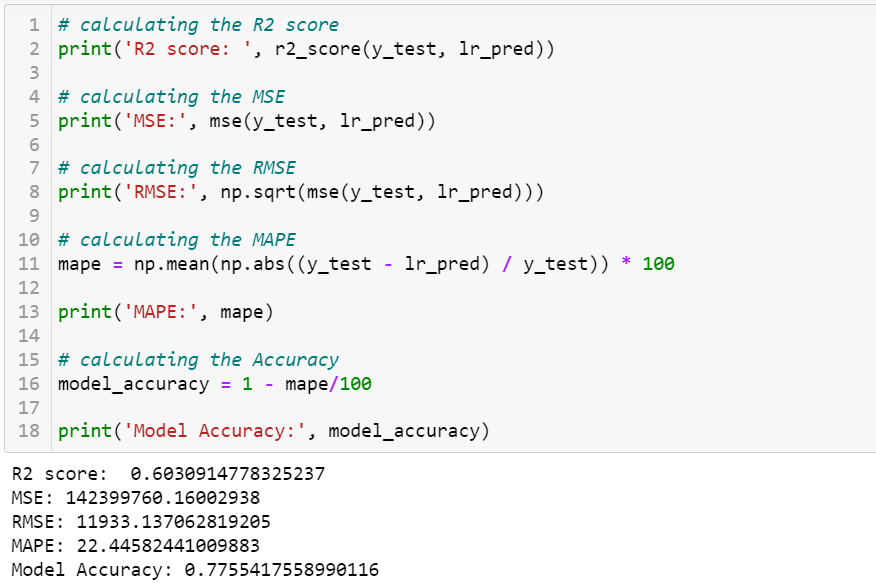 1 # calculating the R2 score
2 print('R2 score: ', r2_score(y_test, lr_pred))
3
4 # calculating the MSE
5 print('MSE:', mse(y_test, lr_pred))
6
7 # calculating the RMSE
8 print('RMSE:', np.sqrt(mse(y_test, lr_pred)))
9
10 # calculating the MAPE
11 mape = np.mean(np.abs((y_test - lr_pred) / y_test)) * 100
12
13 print('MAPE:', mape)
14
15 # calculating the Accuracy
16 model_accuracy = 1 - mape/100
17
18 print('Model Accuracy:', model_accuracy)
R2 score:  0.6030914778325237
MSE: 142399760.16002938
RMSE: 11933.137062819205
MAPE: 22.44582441009883
Model Accuracy: 0.7755417558990116